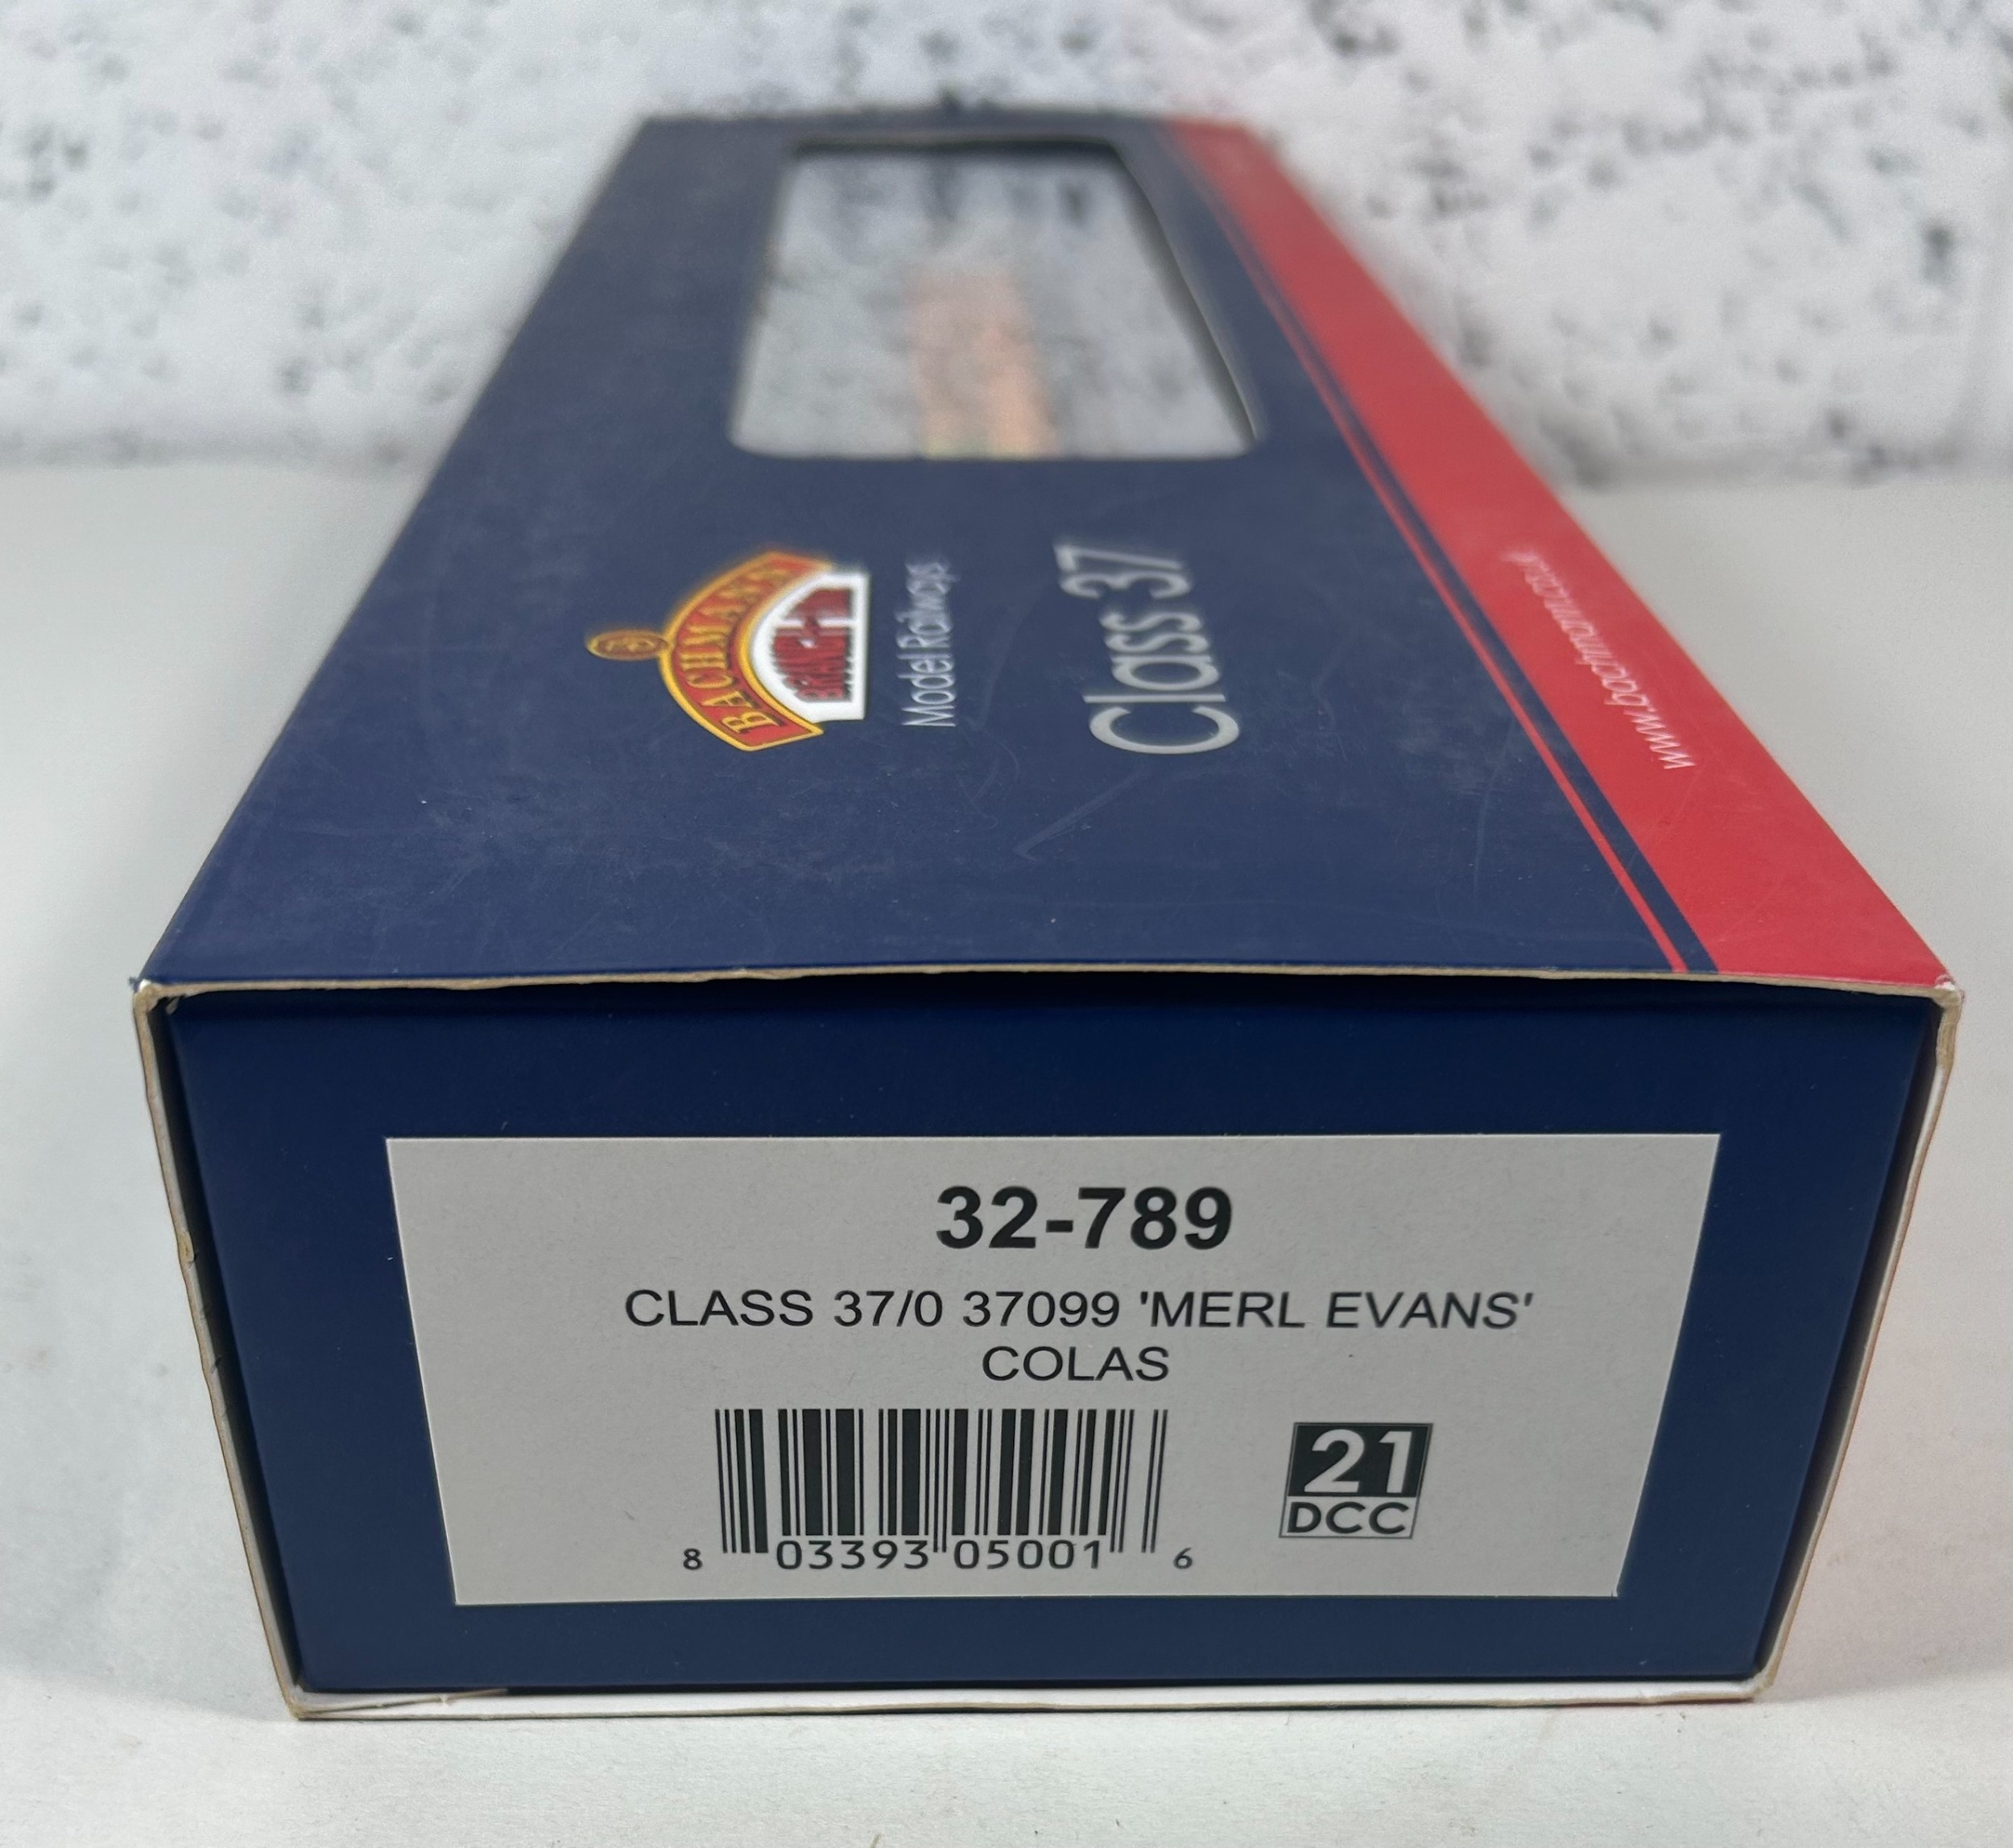 BACHMANN
BRANCH-LINE
Model Railways
Class 37
www.bachmann.co.uk
32-789
CLASS 37/0 37099 'MERL EVANS'
COLAS
21
DCC
8 03393 05001 6